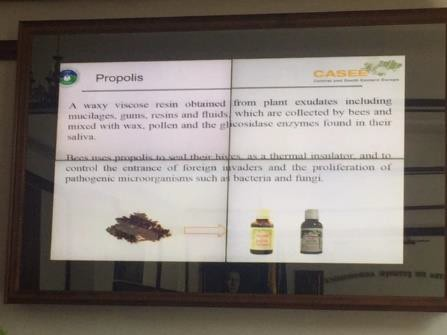 Propolis
CASEE
Central and South Eastern Europe
A waxy viscose resin obtained from plant exudates including
mucilages, gums, resins and fluids, which are collected by bees and
mixed with wax, pollen and the glicosidase enzymes found in their
saliva.
Bees uses propolis to seal their hives, as a thermal insulator, and to
control the entrance of foreign invaders and the proliferation of
pathogenic microorganisms such as bacteria and fungi.